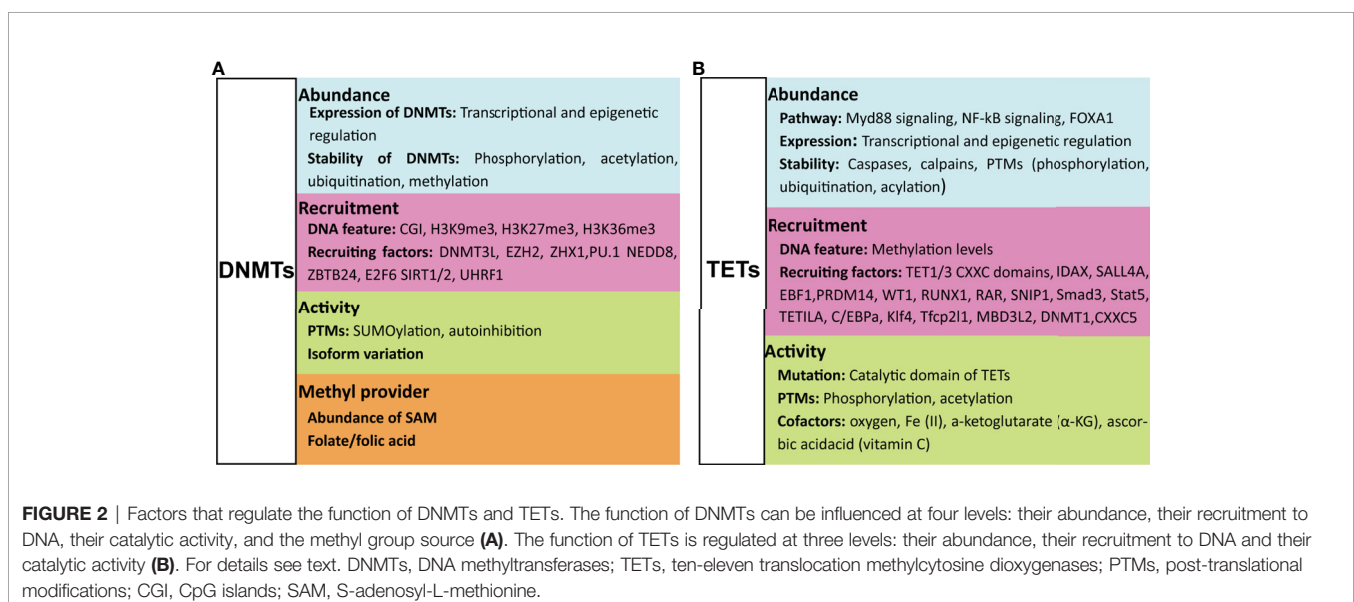 A
DNMTs
Abundance
Expression of DNMTs: Transcriptional and epigenetic
regulation
Stability of DNMTs: Phosphorylation, acetylation,
ubiquitination, methylation
Recruitment
DNA feature: CGI, H3K9me3, H3K27me3, H3K36me3
Recruiting factors: DNMT3L, EZH2, ZHX1,PU.1 NEDD8,
ZBTB24, E2F6 SIRT1/2, UHRF1
Activity
PTMs: SUMOylation, autoinhibition
Isoform variation
Methyl provider
Abundance of SAM
Folate/folic acid
B
TETs
Abundance
Pathway: Myd88 signaling, NF-kB signaling, FOXA1
Expression: Transcriptional and epigenetic regulation
Stability: Caspases, calpains, PTMs (phosphorylation,
ubiquitination, acylation)
Recruitment
DNA feature: Methylation levels
Recruiting factors: TET1/3 CXXC domains, IDAX, SALL4A,
EBF1,PRDM14, WT1, RUNX1, RAR, SNIP1, Smad3, Stat5,
TETILA, C/EBPa, Klf4, Tfcp2l1, MBD3L2, DNMT1,CXXC5
Activity
Mutation: Catalytic domain of TETs
PTMs: Phosphorylation, acetylation
Cofactors: oxygen, Fe (II), a-ketoglutarate (α-KG), ascor-
bic acidacid (vitamin C)
FIGURE 2 | Factors that regulate the function of DNMTs and TETs. The function of DNMTs can be influenced at four levels: their abundance, their recruitment to
DNA, their catalytic activity, and the methyl group source (A). The function of TETs is regulated at three levels: their abundance, their recruitment to DNA and their
catalytic activity (B). For details see text. DNMTs, DNA methyltransferases; TETs, ten-eleven translocation methylcytosine dioxygenases; PTMs, post-translational
modifications; CGI, CpG islands; SAM, S-adenosyl-L-methionine.